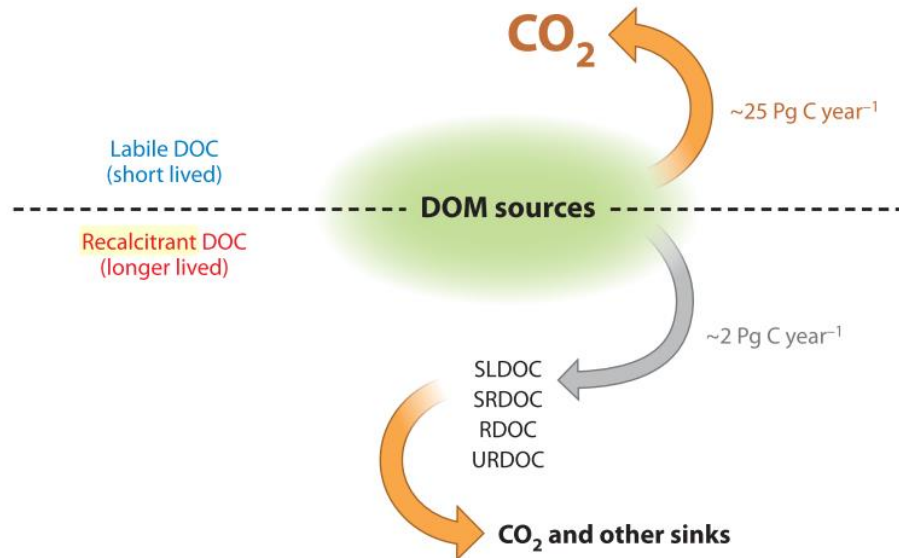 CO₂
~25 Pg C year⁻¹
Labile DOC
(short lived)
DOM sources
Recalcitrant DOC
(longer lived)
~2 Pg C year⁻¹
SLDOC
SRDOC
RDOC
URDOC
CO₂ and other sinks